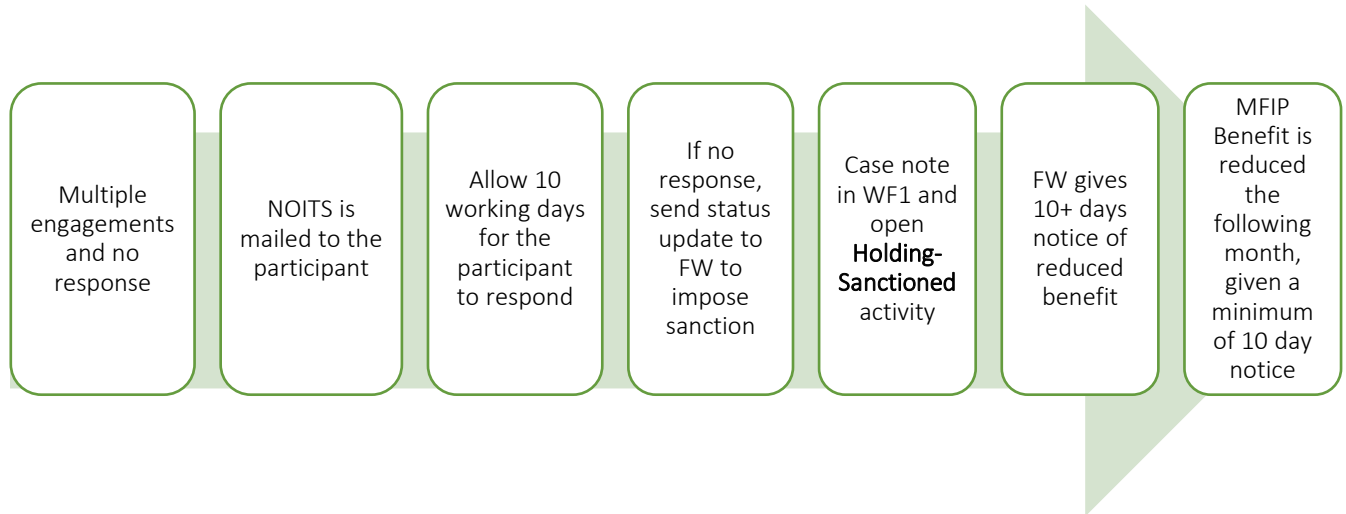 Multiple
engagements
and no
response
NOITS is
mailed to the
participant
Allow 10
working days
for the
participant
to respond
If no
response,
send status
update to
FW to
impose
sanction
Case note
in WF1 and
open
Holding-
Sanctioned
activity
FW gives
10+ days
notice of
reduced
benefit
MFIP
Benefit is
reduced
the
following
month,
given a
minimum
of 10 day
notice